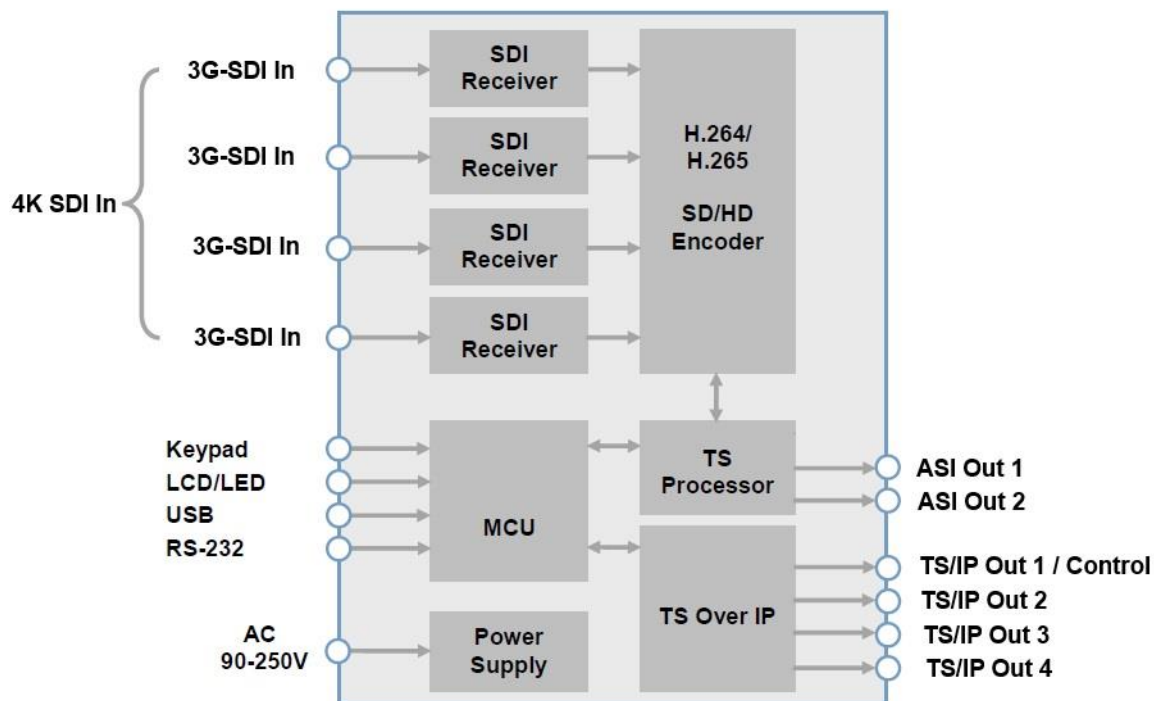 4K SDI In
3G-SDI In
3G-SDI In
3G-SDI In
3G-SDI In
SDI
Receiver
SDI
Receiver
SDI
Receiver
SDI
Receiver
H.264/
H.265
SD/HD
Encoder
Keypad
LCD/LED
USB
RS-232
MCU
TS
Processor
ASI Out 1
ASI Out 2
TS Over IP
TS/IP Out 1 / Control
TS/IP Out 2
TS/IP Out 3
TS/IP Out 4
AC
90-250V
Power
Supply